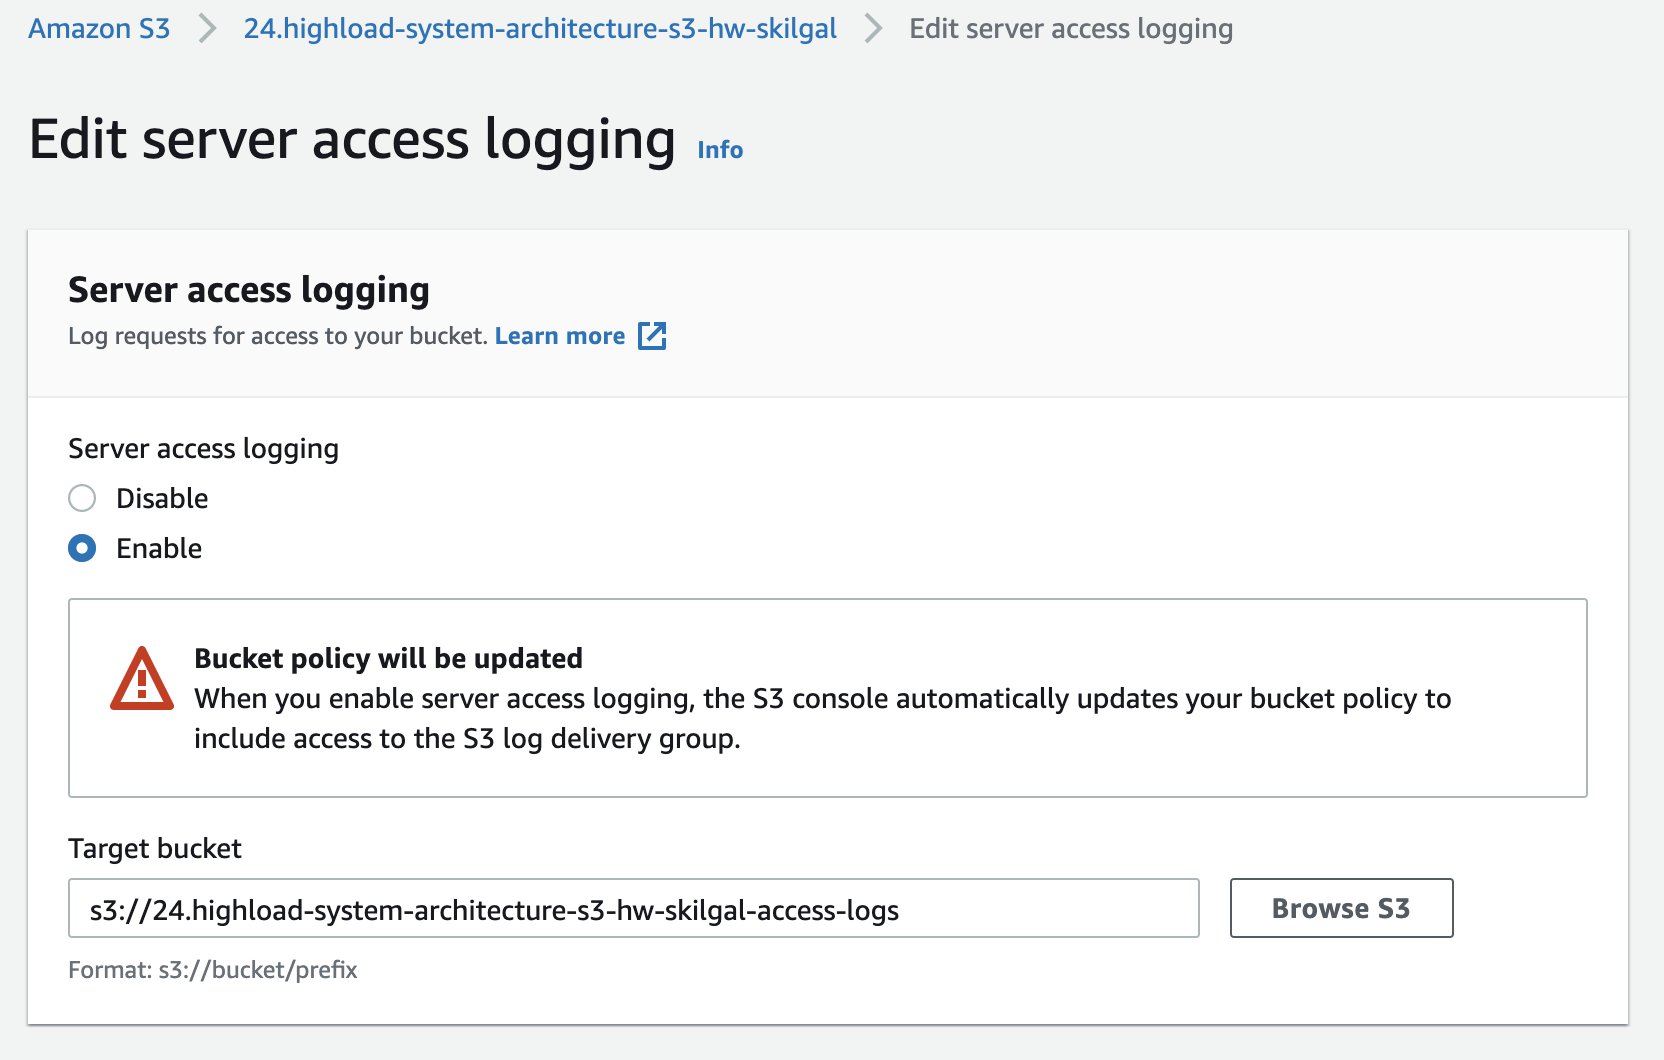 Amazon S3 > 24.highload-system-architecture-s3-hw-skilgal > Edit server access logging
Edit server access logging Info
Server access logging
Log requests for access to your bucket. Learn more
Server access logging
Disable
Enable
Bucket policy will be updated
When you enable server access logging, the S3 console automatically updates your bucket policy to
include access to the S3 log delivery group.
Target bucket
s3://24.highload-system-architecture-s3-hw-skilgal-access-logs Browse S3
Format: s3://bucket/prefix